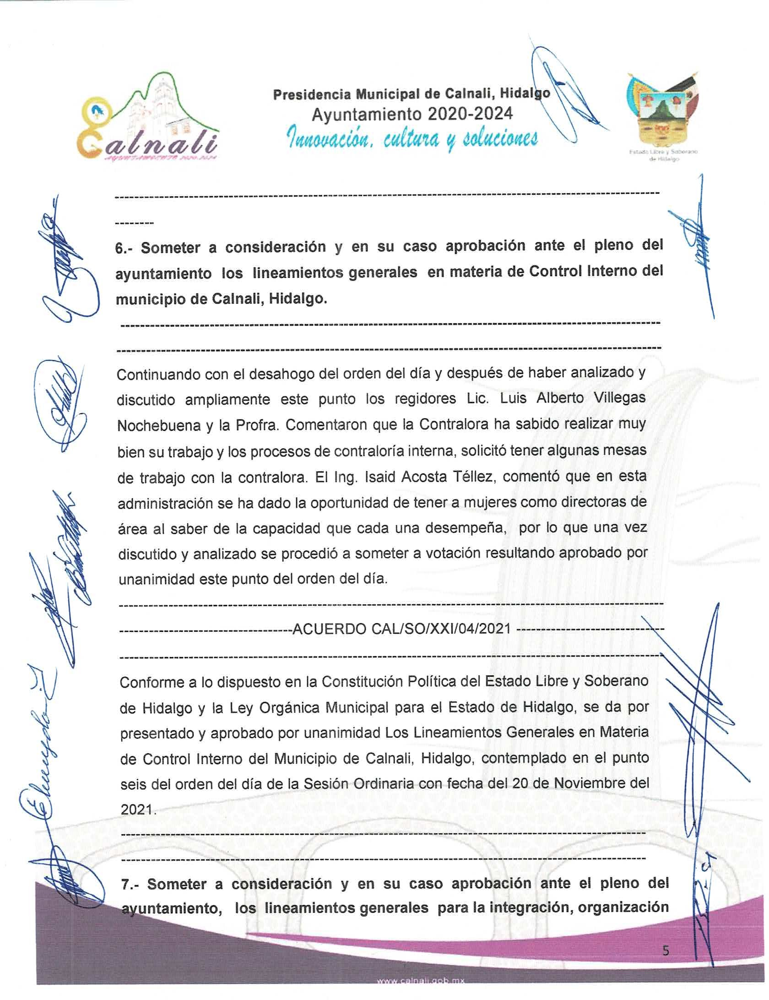 Presidencia Municipal de Calnali, Hidalgo
Ayuntamiento 2020-2024
Innovación, cultura y soluciones
Calnali
AYUNTAMIENTO 2020-2024
Estado Libre y Soberano
de Hidalgo
--------------------------------------------------------------------------------------------------------------
--------
6.- Someter a consideración y en su caso aprobación ante el pleno del
ayuntamiento los lineamientos generales en materia de Control Interno del
municipio de Calnali, Hidalgo.
--------------------------------------------------------------------------------------------------------------
--------------------------------------------------------------------------------------------------------------
Continuando con el desahogo del orden del día y después de haber analizado y
discutido ampliamente este punto los regidores Lic. Luis Alberto Villegas
Nochebuena y la Profra. Comentaron que la Contralora ha sabido realizar muy
bien su trabajo y los procesos de contraloría interna, solicitó tener algunas mesas
de trabajo con la contralora. El Ing. Isaid Acosta Téllez, comentó que en esta
administración se ha dado la oportunidad de tener a mujeres como directoras de
área al saber de la capacidad que cada una desempeña, por lo que una vez
discutido y analizado se procedió a someter a votación resultando aprobado por
unanimidad este punto del orden del día.
--------------------------------------------------------------------------------------------------------------
-----------------------------------ACUERDO CAL/SO/XXI/04/2021 ------------------------------
--------------------------------------------------------------------------------------------------------------
Conforme a lo dispuesto en la Constitución Política del Estado Libre y Soberano
de Hidalgo y la Ley Orgánica Municipal para el Estado de Hidalgo, se da por
presentado y aprobado por unanimidad Los Lineamientos Generales en Materia
de Control Interno del Municipio de Calnali, Hidalgo, contemplado en el punto
seis del orden del día de la Sesión Ordinaria con fecha del 20 de Noviembre del
2021.
----------------------------------------------------------------------------------------------------------
----------------------------------------------------------------------------------------------------------
7.- Someter a consideración y en su caso aprobación ante el pleno del
ayuntamiento, los lineamientos generales para la integración, organización
5
www.calnali.gob.mx